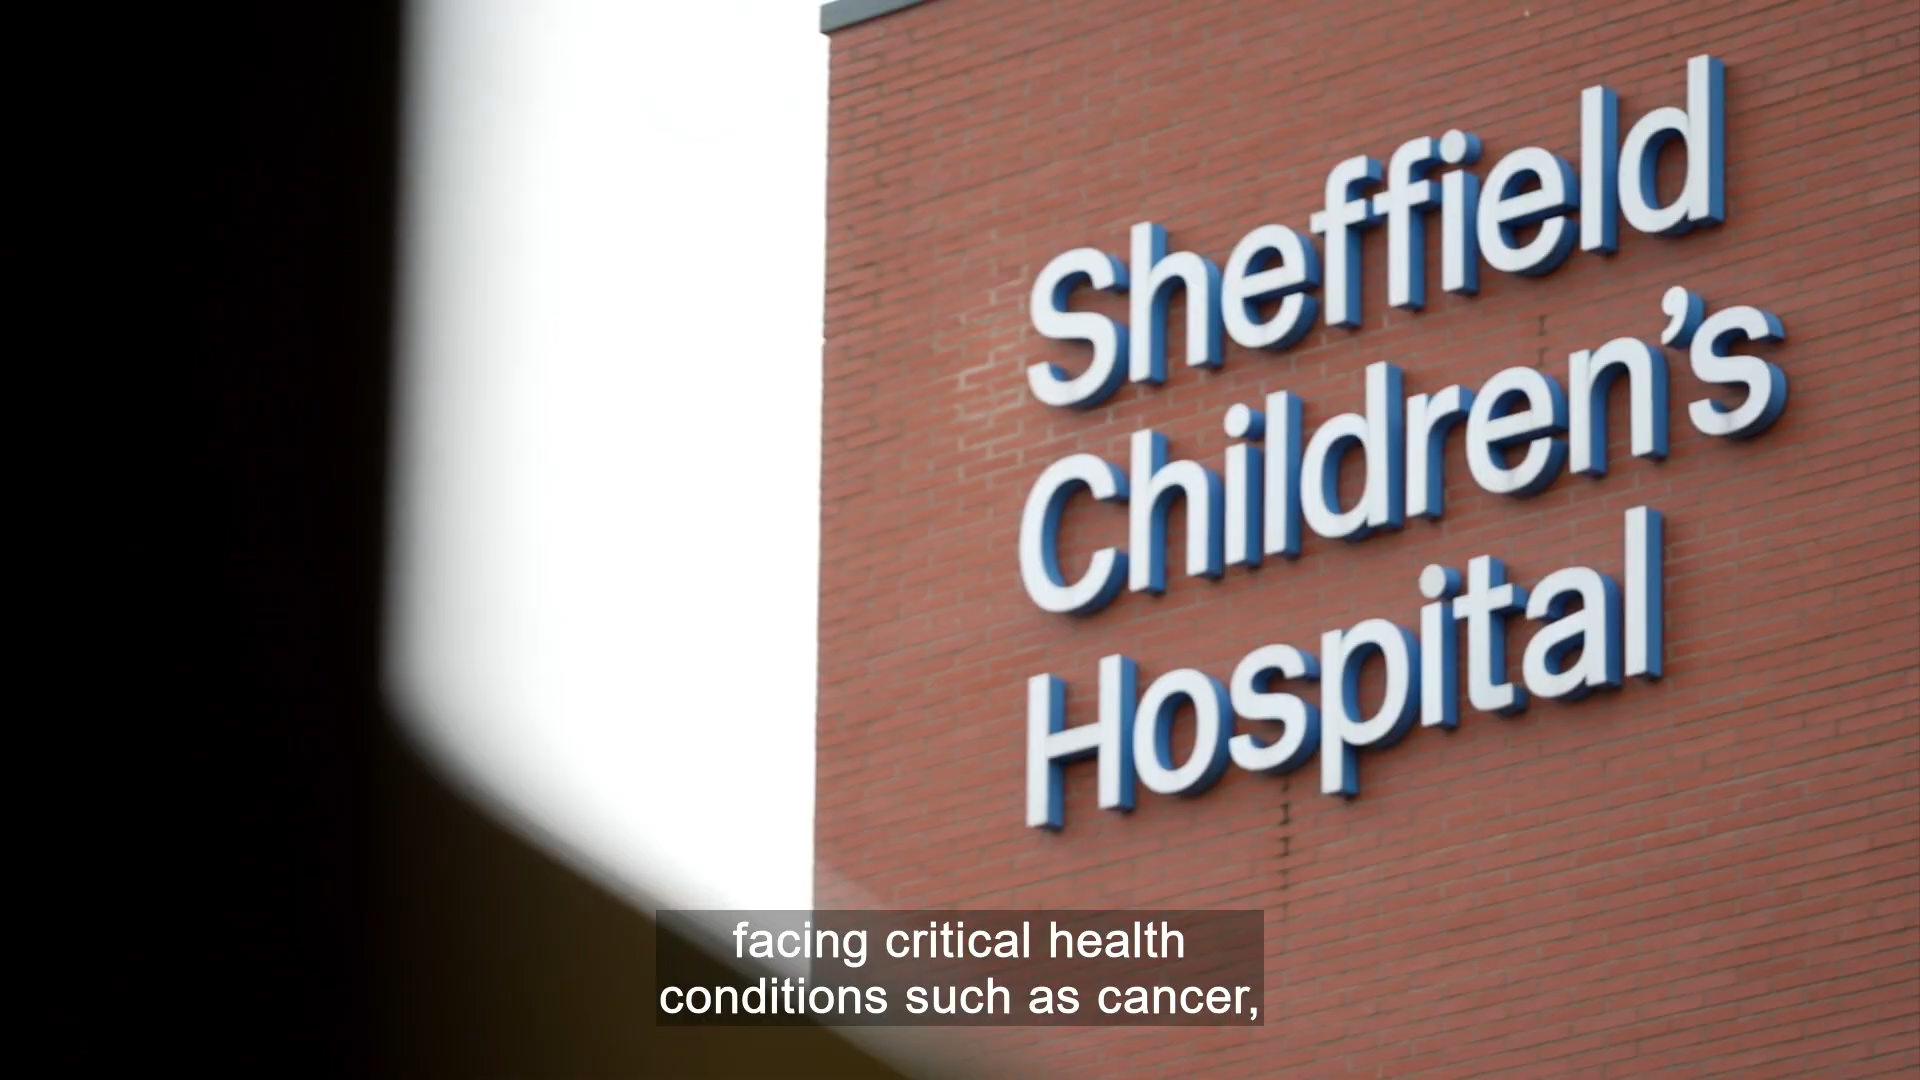 Sheffield
Children’s
Hospital
facing critical health
conditions such as cancer,